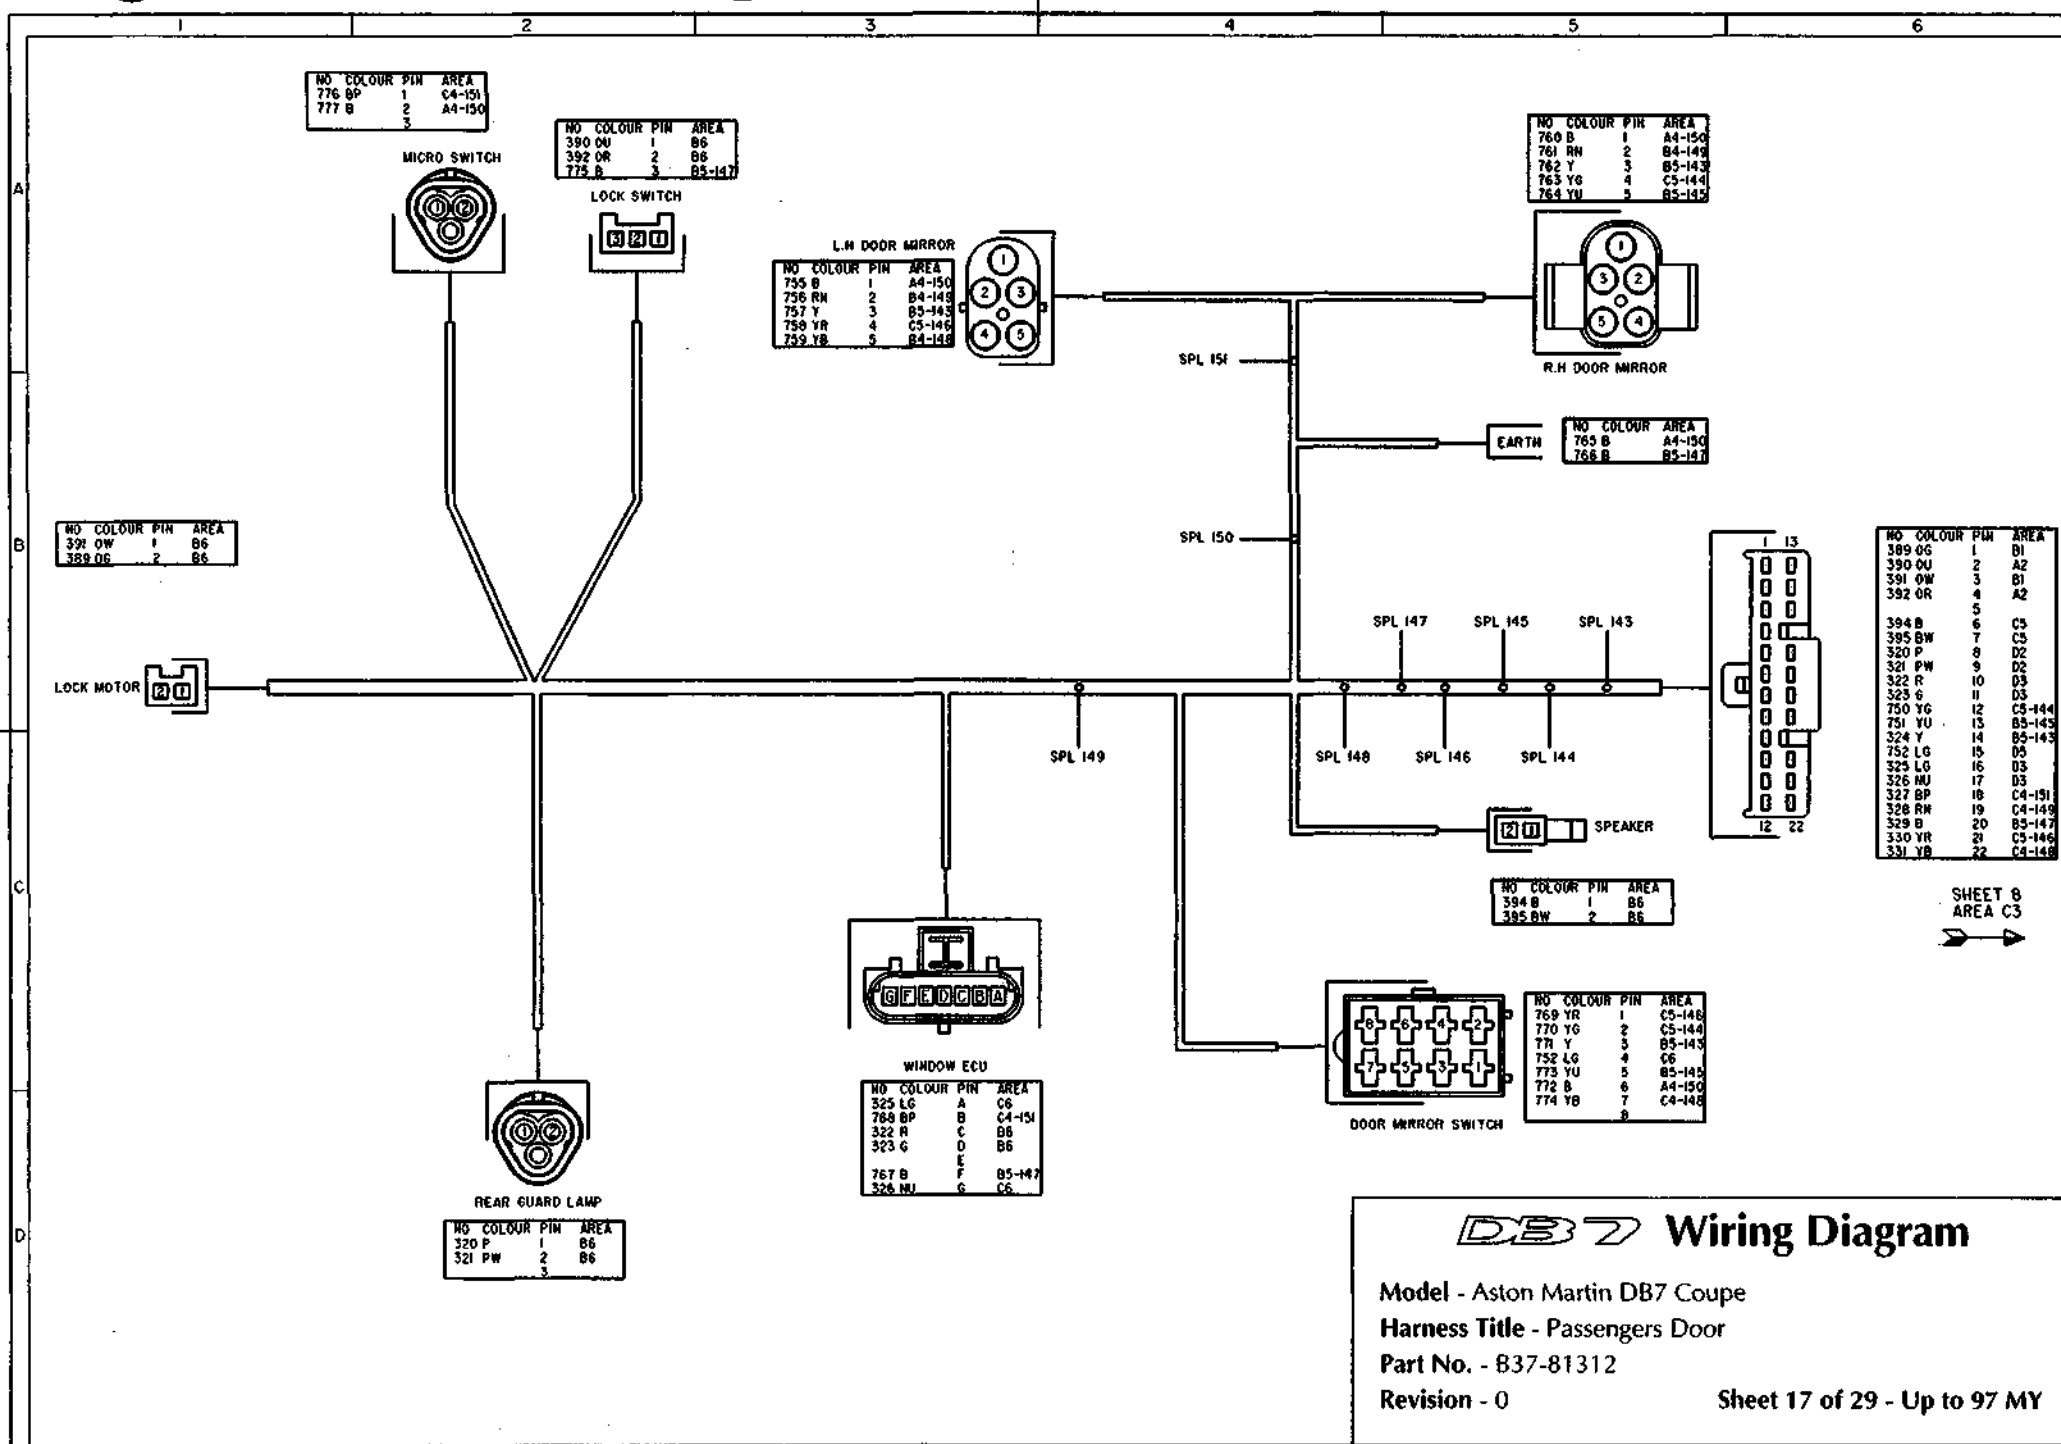 1 2 3 4 5 6
A
B
C
D
NO COLOUR PIN AREA
776 BP 1 C4-151
777 B 2 A4-150
3
MICRO SWITCH
1 2
NO COLOUR PIN AREA
390 OU 1 B6
392 OR 2 B6
775 B 3 B5-147
LOCK SWITCH
3 2 1
L.H DOOR MIRROR
NO COLOUR PIN AREA
755 B 1 A4-150
756 RN 2 B4-149
757 Y 3 B5-143
758 YR 4 C5-146
759 YB 5 B4-148
1
2 3
4 5
NO COLOUR PIN AREA
760 B 1 A4-150
761 RN 2 B4-149
762 Y 3 B5-143
763 YG 4 C5-144
764 YU 5 B5-145
1
3 2
5 4
R.H DOOR MIRROR
SPL 151
EARTH
NO COLOUR AREA
765 B A4-150
766 B B5-147
SPL 150
NO COLOUR PIN AREA
391 OW 1 B6
389 OG 2 B6
LOCK MOTOR
2 1
SPL 147 SPL 145 SPL 143
SPL 149
SPL 148 SPL 146 SPL 144
1 13
12 22
NO COLOUR PIN AREA
389 OG 1 B1
390 OU 2 A2
391 OW 3 B1
392 OR 4 A2
5
394 B 6 C5
395 BW 7 C5
320 P 8 D2
321 PW 9 D2
322 R 10 D3
323 G 11 D3
750 YG 12 C5-144
751 YU 13 B5-145
324 Y 14 B5-143
752 LG 15 D5
325 LG 16 D3
326 NU 17 D3
327 BP 18 C4-151
328 RN 19 C4-149
329 B 20 B5-147
330 YR 21 C5-146
331 YB 22 C4-148
SHEET 8
AREA C3
2 1
SPEAKER
NO COLOUR PIN AREA
394 B 1 B6
395 BW 2 B6
G F E D C B A
WINDOW ECU
NO COLOUR PIN AREA
325 LG A C6
768 BP B C4-151
322 R C B6
323 G D B6
E
767 B F B5-147
326 NU G C6
8 6 4 2
7 5 3 1
DOOR MIRROR SWITCH
NO COLOUR PIN AREA
769 YR 1 C5-146
770 YG 2 C5-144
771 Y 3 B5-143
752 LG 4 C6
773 YU 5 B5-145
772 B 6 A4-150
774 YB 7 C4-148
8
1 2
REAR GUARD LAMP
NO COLOUR PIN AREA
320 P 1 B6
321 PW 2 B6
3
DB7 Wiring Diagram
Model - Aston Martin DB7 Coupe
Harness Title - Passengers Door
Part No. - B37-81312
Revision - 0
Sheet 17 of 29 - Up to 97 MY